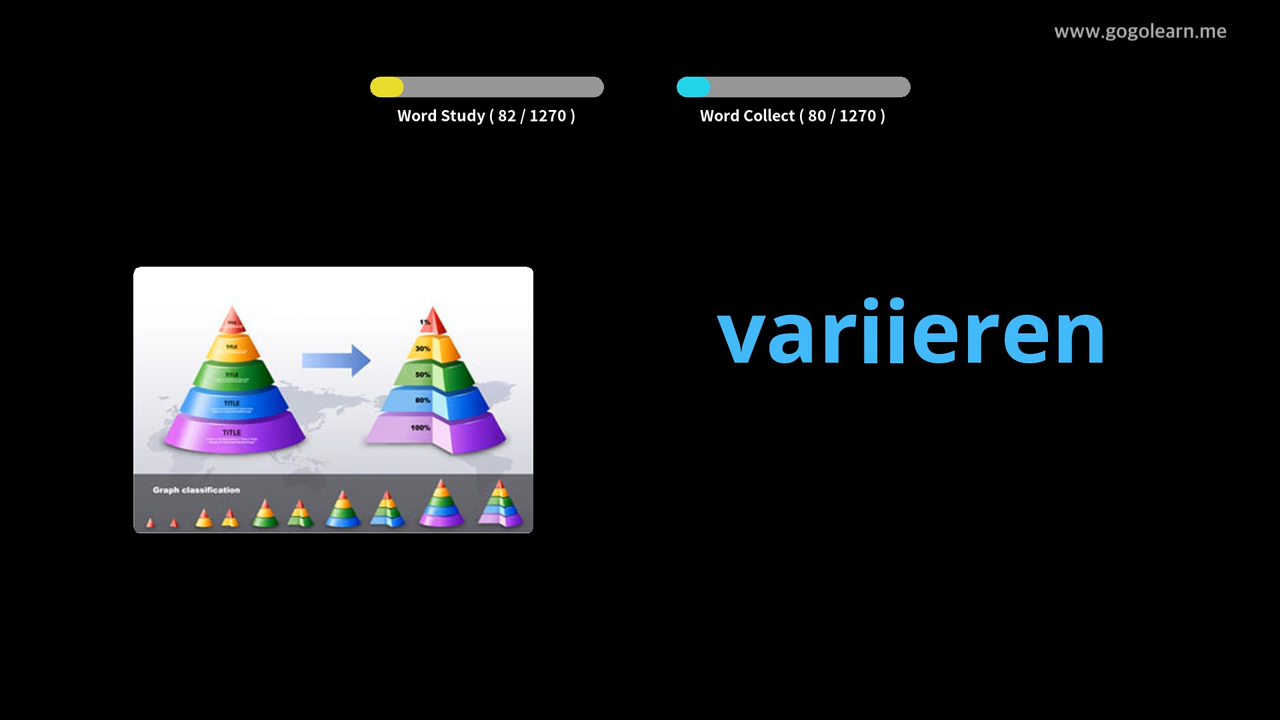 www.gogolearn.me
Word Study ( 82 / 1270 )
Word Collect ( 80 / 1270 )
variieren
1%
30%
TITLE
50%
TITLE
80%
TITLE
100%
TITLE
Graph classification